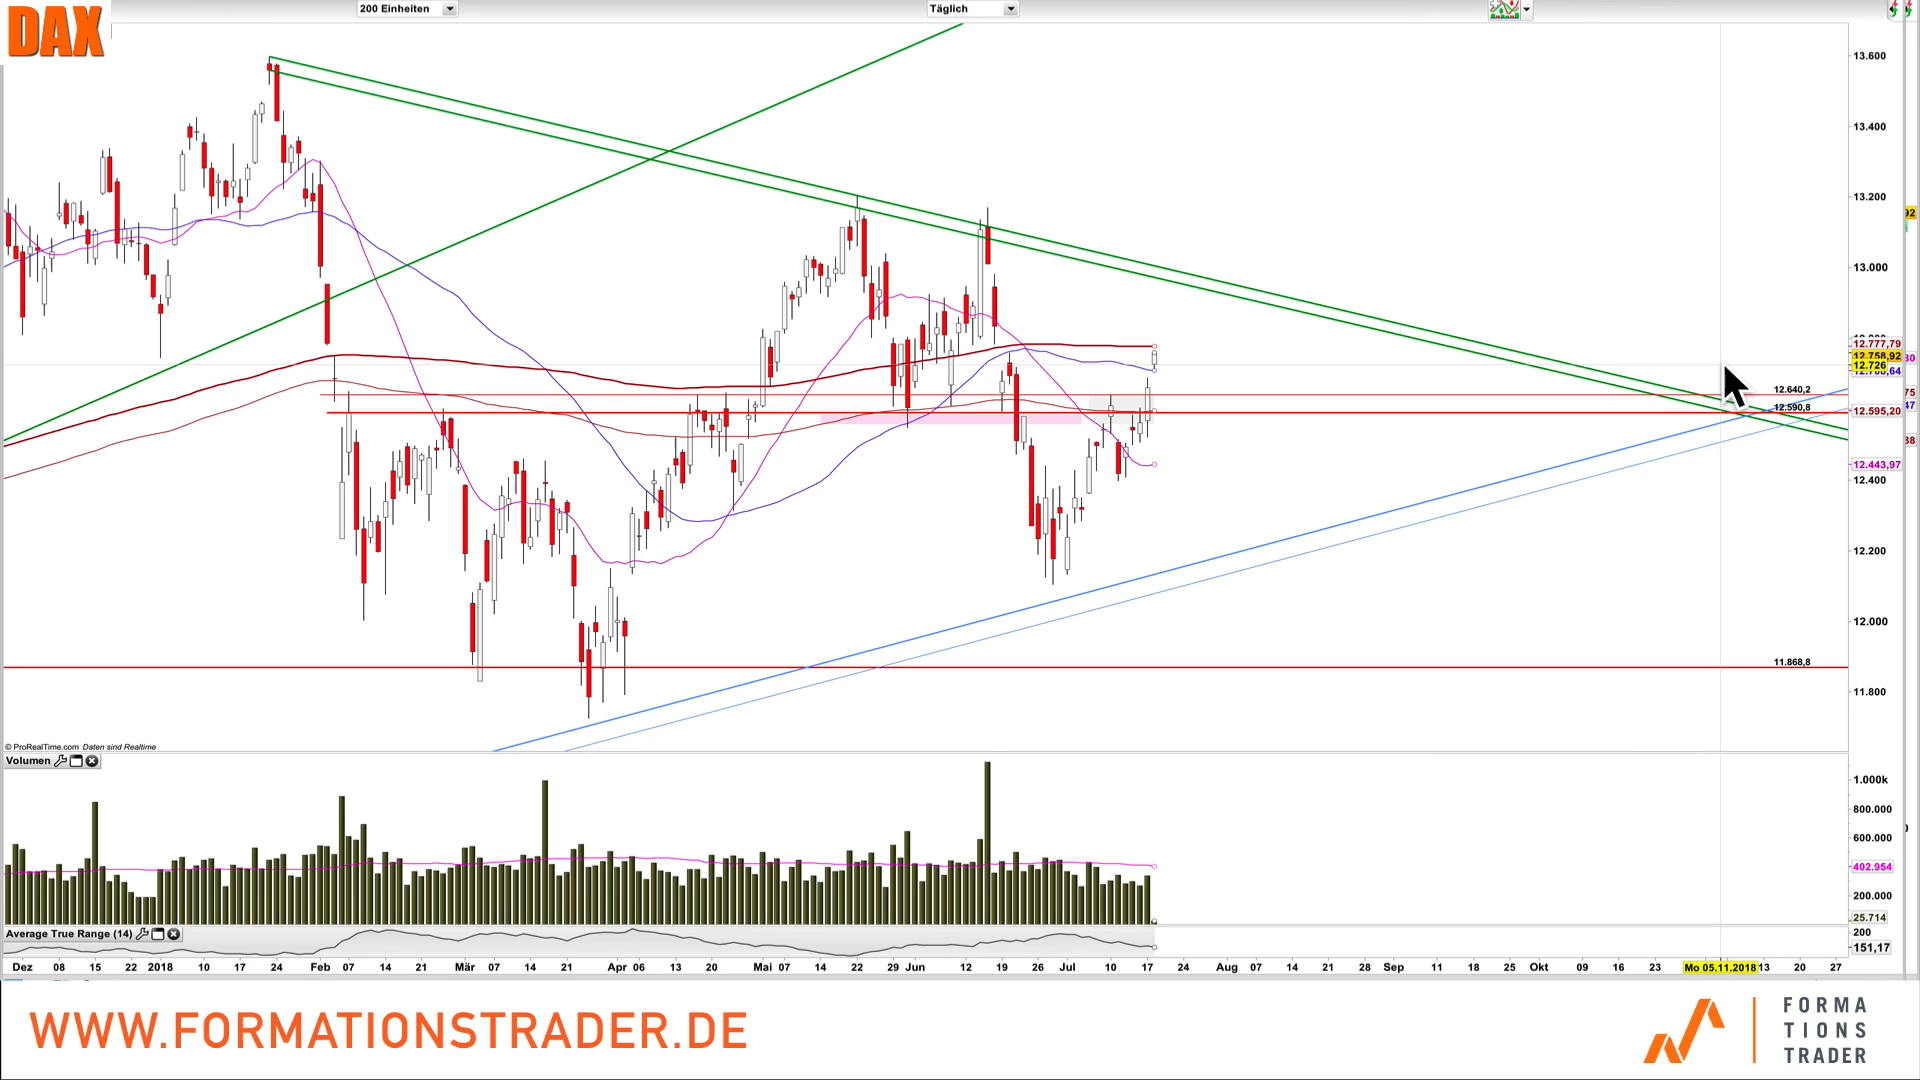 DAX
200 Einheiten
Täglich
13.600
13.400
13.200
13.000
12.777,79
12.758,92
12.726
12.640,2
12.590,8
12.595,20
12.443,97
12.400
12.200
12.000
11.868,8
11.800
© ProRealTime.com Daten sind Realtime
Volumen
1.000k
800.000
600.000
402.954
200.000
25.714
Average True Range (14)
200
151,17
Dez 08 15 22 2018 10 17 24 Feb 07 14 21 Mär 07 14 21 Apr 06 13 20 Mai 07 14 22 29 Jun 12 19 26 Jul 10 17 24 Aug 07 14 21 28 Sep 11 18 25 Okt 09 16 23 Mo 05.11.2018 13 20 27
WWW.FORMATIONSTRADER.DE
FORMA
TIONS
TRADER